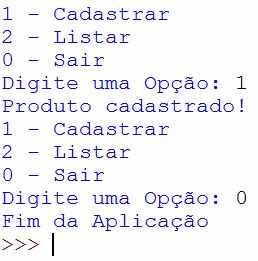 1 - Cadastrar
2 - Listar
0 - Sair
Digite uma Opção: 1
Produto cadastrado!
1 - Cadastrar
2 - Listar
0 - Sair
Digite uma Opção: 0
Fim da Aplicação
>>>